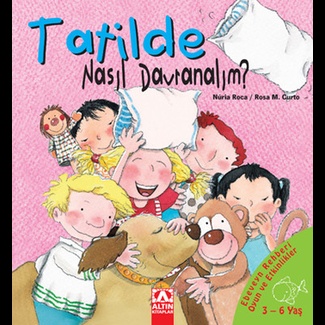 Tatilde
Nasıl Davranalım?
Núria Roca / Rosa M. Curto
Ebeveyn Rehberi
Oyun ve Etkinlikler
3 – 6 Yaş
ALTIN
KİTAPLAR